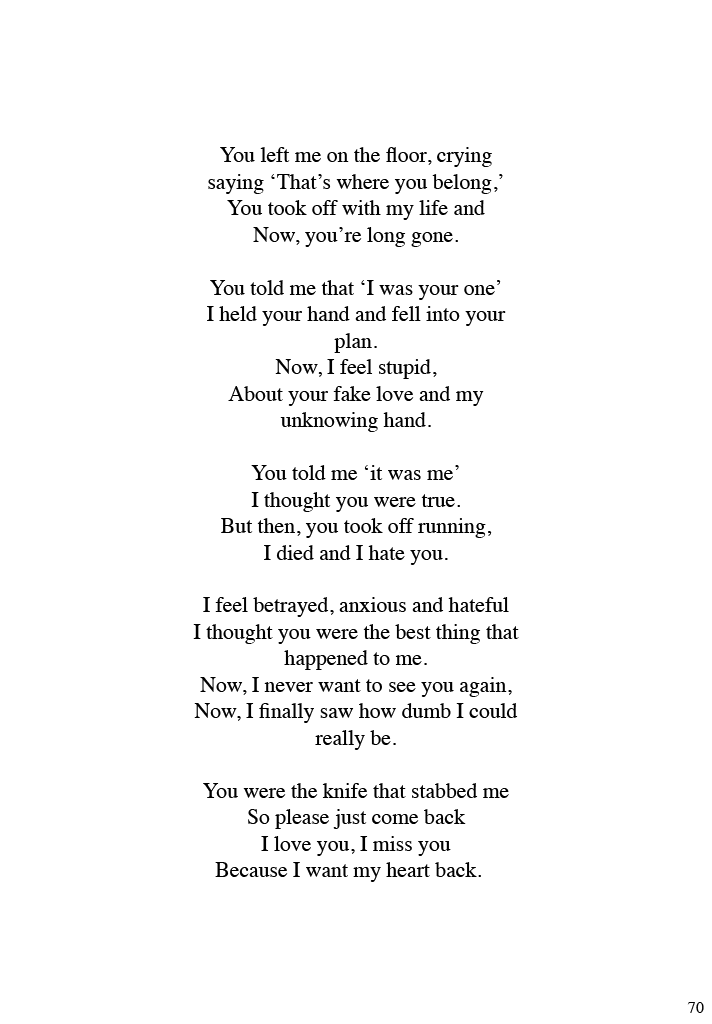 You left me on the floor, crying
saying ‘That’s where you belong,’
You took off with my life and
Now, you’re long gone.
You told me that ‘I was your one’
I held your hand and fell into your
plan.
Now, I feel stupid,
About your fake love and my
unknowing hand.
You told me ‘it was me’
I thought you were true.
But then, you took off running,
I died and I hate you.
I feel betrayed, anxious and hateful
I thought you were the best thing that
happened to me.
Now, I never want to see you again,
Now, I finally saw how dumb I could
really be.
You were the knife that stabbed me
So please just come back
I love you, I miss you
Because I want my heart back.
70